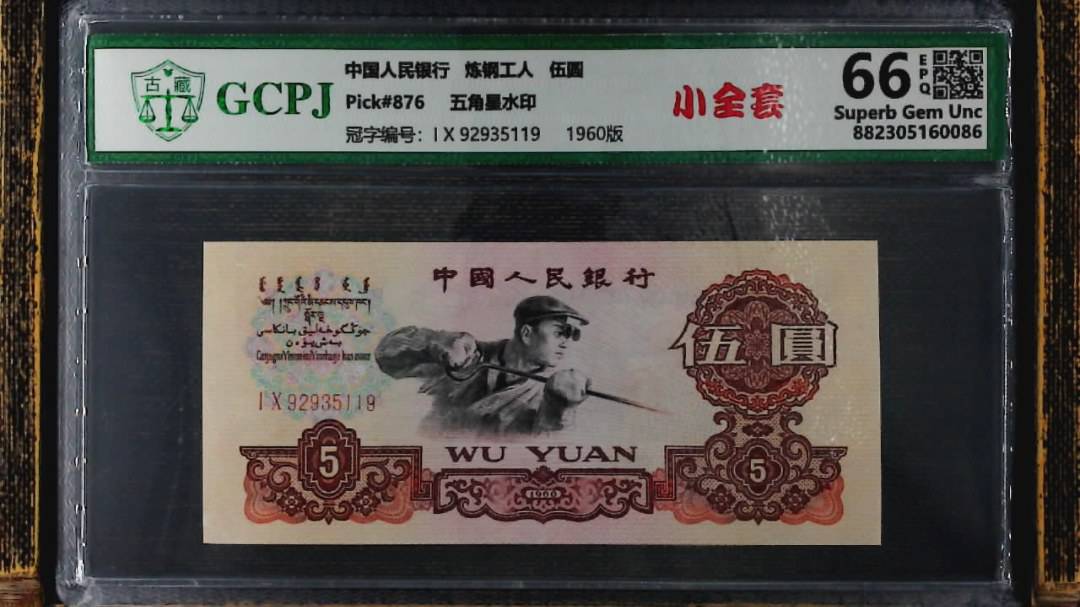 古藏
GCPJ
中国人民银行 炼钢工人 伍圆
Pick#876 五角星水印
冠字编号：I X 92935119 1960版
小全套
66 EPQ
Superb Gem Unc
882305160086
中國人民銀行
伍圓
I X 92935119
WU YUAN
5
1960
5